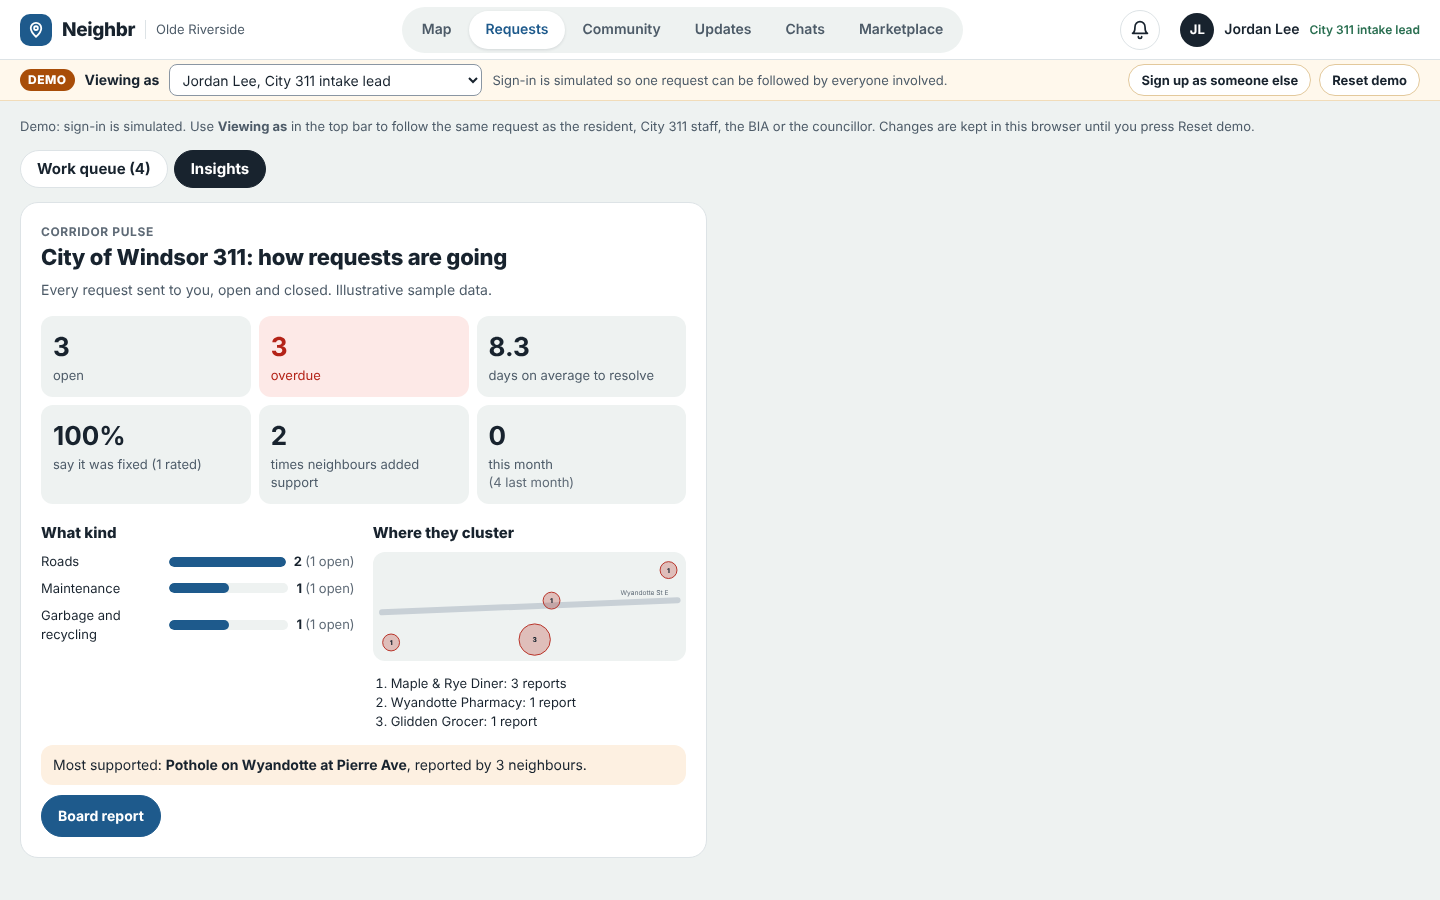 Neighbr
Olde Riverside
Map
Requests
Community
Updates
Chats
Marketplace
JL
Jordan Lee
City 311 intake lead
DEMO
Viewing as
Jordan Lee, City 311 intake lead
Sign-in is simulated so one request can be followed by everyone involved.
Sign up as someone else
Reset demo
Demo: sign-in is simulated. Use Viewing as in the top bar to follow the same request as the resident, City 311 staff, the BIA or the councillor. Changes are kept in this browser until you press Reset demo.
Work queue (4)
Insights
CORRIDOR PULSE
City of Windsor 311: how requests are going
Every request sent to you, open and closed. Illustrative sample data.
3
open
3
overdue
8.3
days on average to resolve
100%
say it was fixed (1 rated)
2
times neighbours added
support
0
this month
(4 last month)
What kind
Roads
2 (1 open)
Maintenance
1 (1 open)
Garbage and
recycling
1 (1 open)
Where they cluster
1
Wyandotte St E
1
3
1
1. Maple & Rye Diner: 3 reports
2. Wyandotte Pharmacy: 1 report
3. Glidden Grocer: 1 report
Most supported: Pothole on Wyandotte at Pierre Ave, reported by 3 neighbours.
Board report